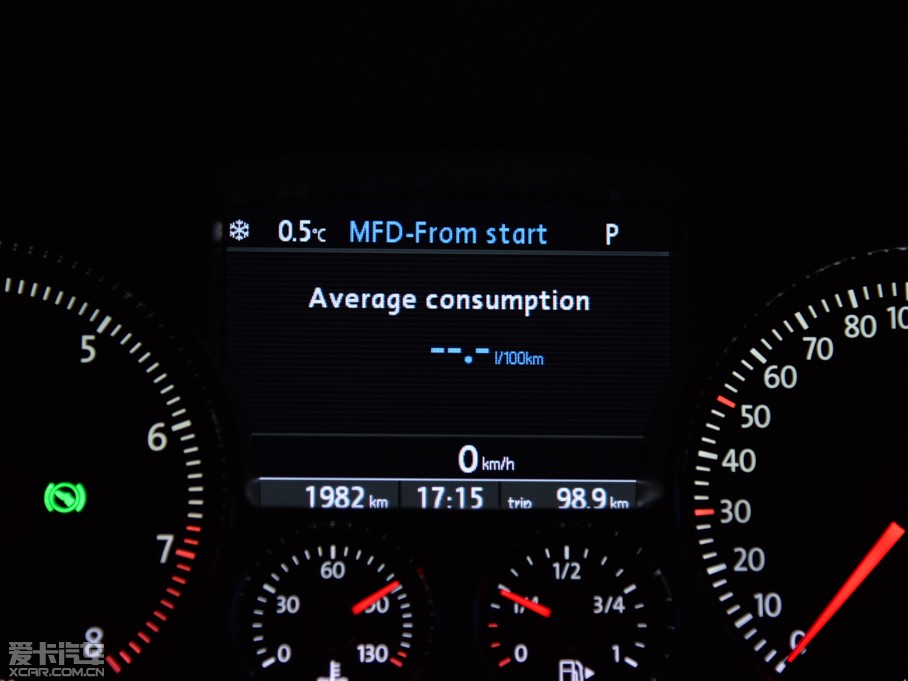 0.5°C MFD-From start P
Average consumption
--.- l/100km
0 km/h
1982 km 17:15 trip 98.9 km
5
6
7
8
100
80
70
60
50
40
30
20
10
0
0 30 60 90 130
0 1/4 1/2 3/4 1
爱卡汽车
XCAR.COM.CN